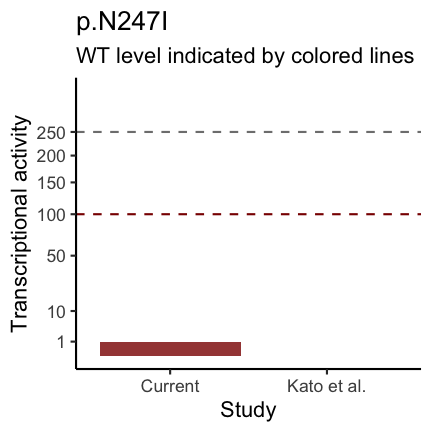 p.N247I
WT level indicated by colored lines
Transcriptional activity
250
200
150
100
50
10
1
Current
Kato et al.
Study